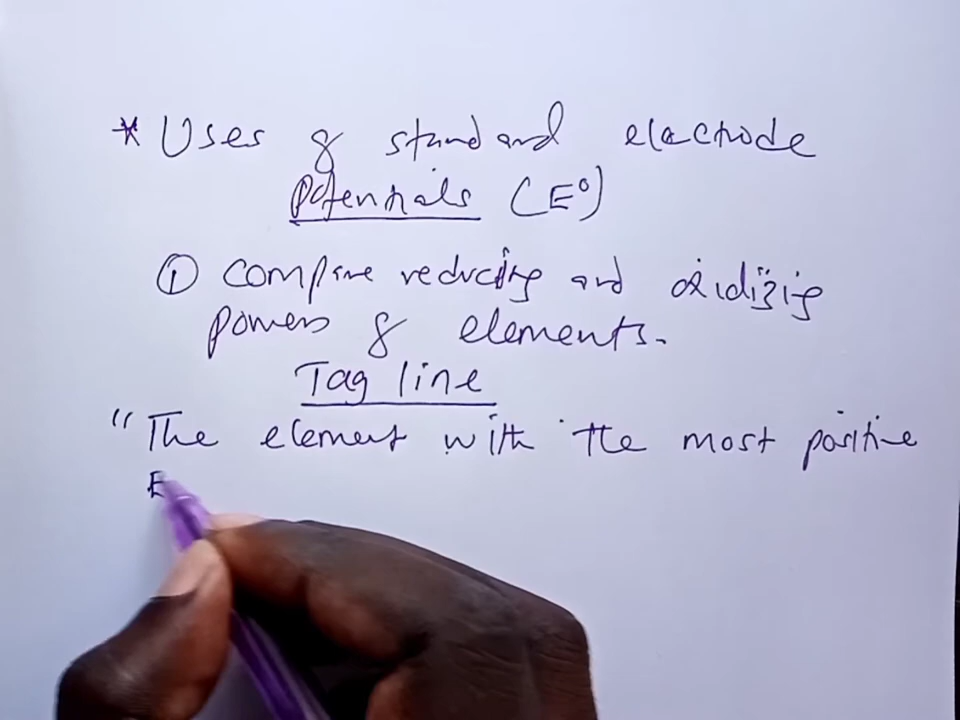 * Uses of standard electrode
potentials (E°)
① compare reducing and oxidizing
powers of elements.
Tag line
"The element with the most positive
E